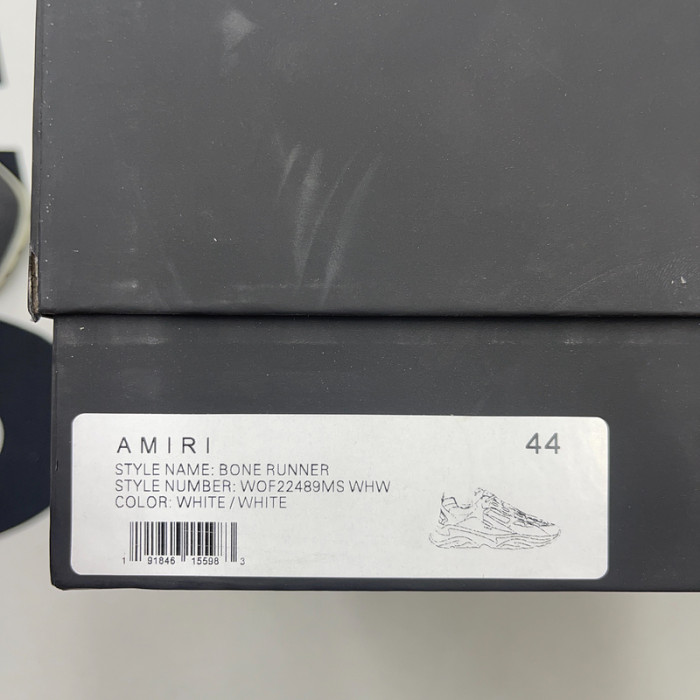 AMIRI 44
STYLE NAME: BONE RUNNER
STYLE NUMBER: WOF22489MS WHW
COLOR: WHITE / WHITE
1 91846 15598 3